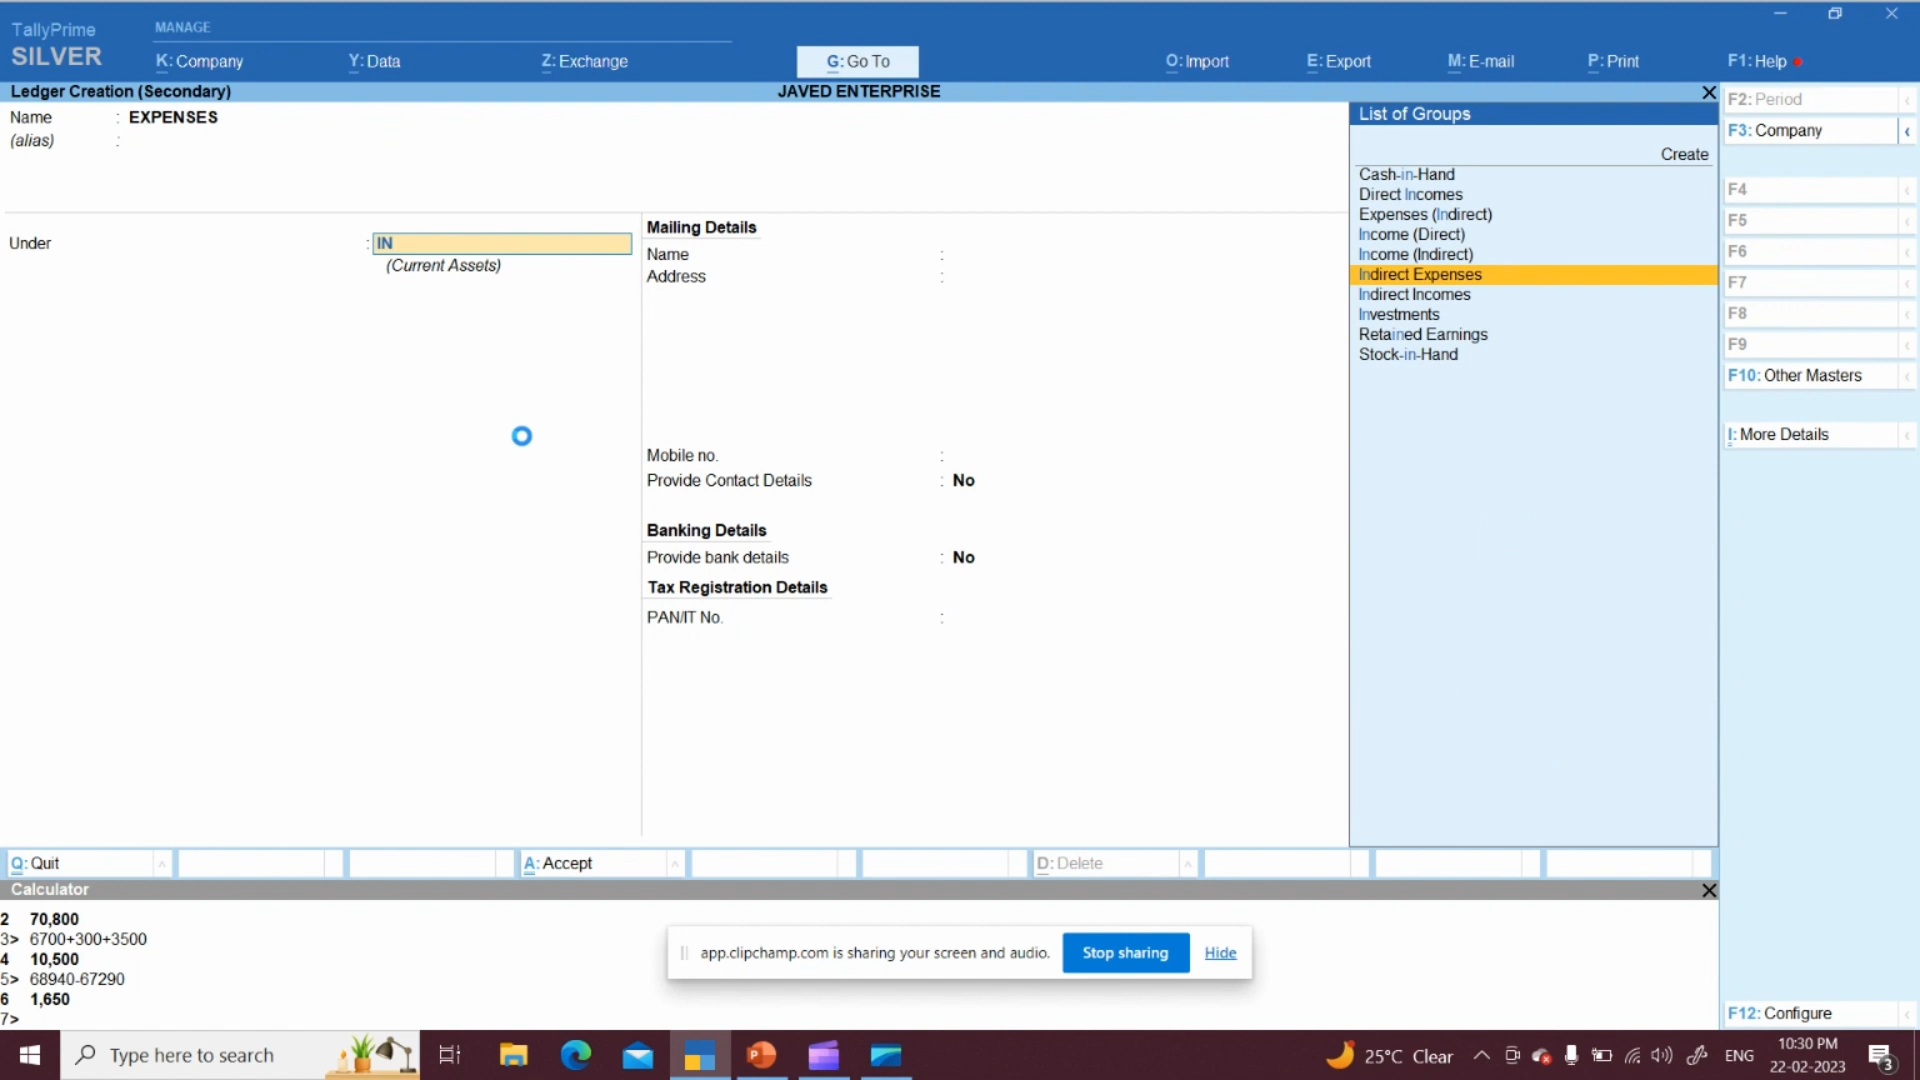 TallyPrime
SILVER
MANAGE
K: Company
Y: Data
Z: Exchange
G: Go To
O: Import
E: Export
M: E-mail
P: Print
F1: Help
Ledger Creation (Secondary)
JAVED ENTERPRISE
Name : EXPENSES
(alias) :
Under : IN
(Current Assets)
Mailing Details
Name :
Address :
Mobile no. :
Provide Contact Details : No
Banking Details
Provide bank details : No
Tax Registration Details
PAN/IT No. :
List of Groups
Create
Cash-in-Hand
Direct Incomes
Expenses (Indirect)
Income (Direct)
Income (Indirect)
Indirect Expenses
Indirect Incomes
Investments
Retained Earnings
Stock-in-Hand
F2: Period
F3: Company
F4
F5
F6
F7
F8
F9
F10: Other Masters
I: More Details
F12: Configure
Q: Quit
A: Accept
D: Delete
Calculator
2 70,800
3> 6700+300+3500
4 10,500
5> 68940-67290
6 1,650
7>
app.clipchamp.com is sharing your screen and audio.
Stop sharing
Hide
Type here to search
25°C Clear
ENG
10:30 PM
22-02-2023
3